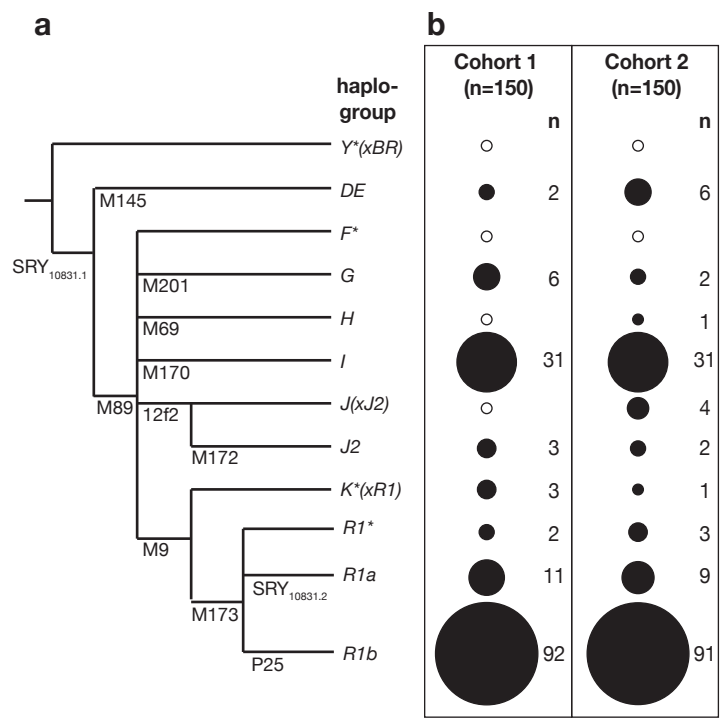 a
b
haplo-
group
Cohort 1
(n=150)
Cohort 2
(n=150)
n
n
Y*(xBR)
DE 2 6
M145
F*
SRY10831.1
G 6 2
M201
H 1
M69
I 31 31
M170
J(xJ2) 4
M89 12f2
J2 3 2
M172
K*(xR1) 3 1
R1* 2 3
M9
R1a 11 9
SRY10831.2
M173
R1b 92 91
P25